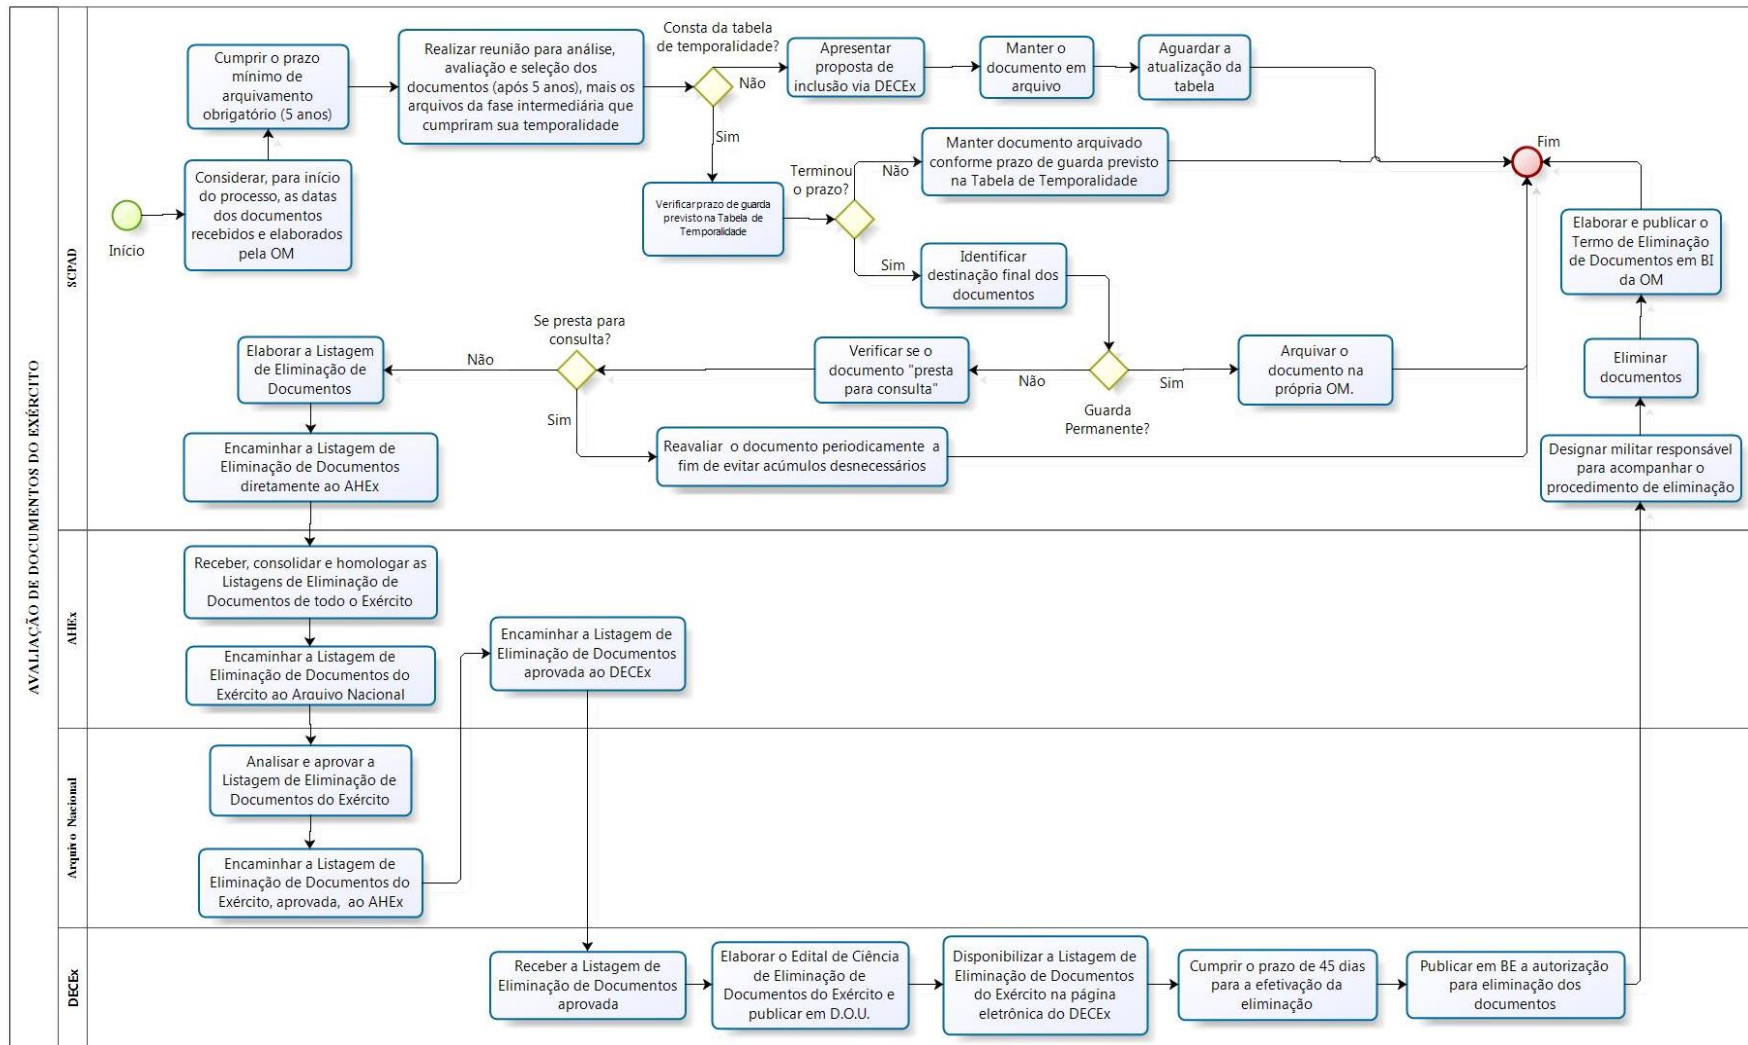 AVALIAÇÃO DE DOCUMENTOS DO EXÉRCITO
SCPAD
Início
Considerar, para início
do processo, as datas
dos documentos
recebidos e elaborados
pela OM
Cumprir o prazo
mínimo de
arquivamento
obrigatório (5 anos)
Realizar reunião para análise,
avaliação e seleção dos
documentos (após 5 anos), mais os
arquivos da fase intermediária que
cumpriram sua temporalidade
Consta da tabela
de temporalidade?
Não
Sim
Apresentar
proposta de
inclusão via DECEx
Manter o
documento em
arquivo
Aguardar a
atualização da
tabela
Fim
Verificar prazo de guarda
previsto na Tabela de
Temporalidade
Terminou
o prazo?
Não
Sim
Manter documento arquivado
conforme prazo de guarda previsto
na Tabela de Temporalidade
Identificar
destinação final dos
documentos
Guarda
Permanente?
Sim
Não
Arquivar o
documento na
própria OM.
Verificar se o
documento "presta
para consulta"
Se presta para
consulta?
Não
Sim
Reavaliar o documento periodicamente a
fim de evitar acúmulos desnecessários
Elaborar a Listagem
de Eliminação de
Documentos
Encaminhar a Listagem de
Eliminação de Documentos
diretamente ao AHEx
Elaborar e publicar o
Termo de Eliminação
de Documentos em BI
da OM
Eliminar
documentos
Designar militar responsável
para acompanhar o
procedimento de eliminação
AHEx
Receber, consolidar e homologar as
Listagens de Eliminação de
Documentos de todo o Exército
Encaminhar a Listagem de
Eliminação de Documentos do
Exército ao Arquivo Nacional
Encaminhar a Listagem de
Eliminação de Documentos
aprovada ao DECEx
Arquivo Nacional
Analisar e aprovar a
Listagem de Eliminação de
Documentos do Exército
Encaminhar a Listagem de
Eliminação de Documentos do
Exército, aprovada, ao AHEx
DECEx
Receber a Listagem de
Eliminação de Documentos
aprovada
Elaborar o Edital de Ciência
de Eliminação de
Documentos do Exército e
publicar em D.O.U.
Disponibilizar a Listagem de
Eliminação de Documentos
do Exército na página
eletrônica do DECEx
Cumprir o prazo de 45 dias
para a efetivação da
eliminação
Publicar em BE a autorização
para eliminação dos
documentos